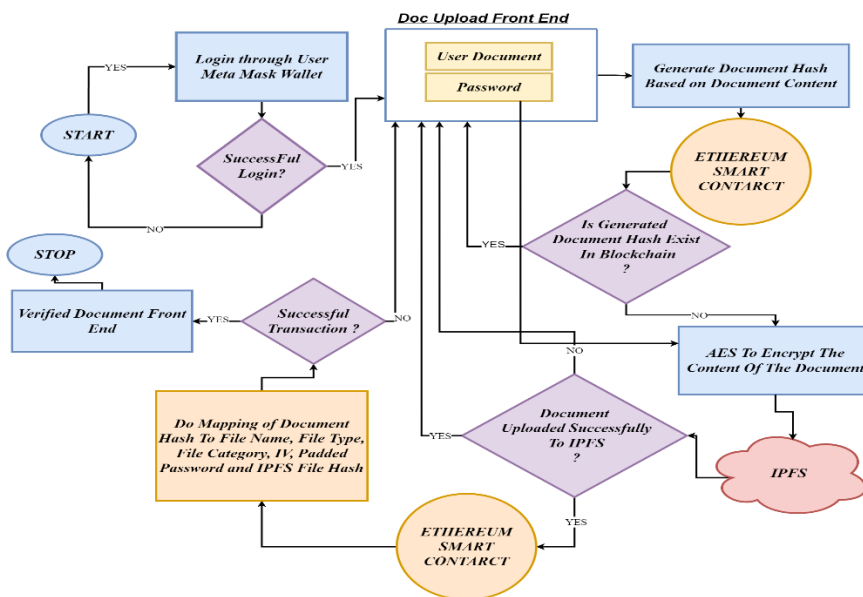 Doc Upload Front End
User Document
Password
YES
Login through User
Meta Mask Wallet
START
SuccessFul
Login?
YES
NO
Generate Document Hash
Based on Document Content
ETHEREUM
SMART
CONTARCT
Is Generated
Document Hash Exist
In Blockchain
?
YES
NO
STOP
Verified Document Front
End
YES
Successful
Transaction ?
NO
AES To Encrypt The
Content Of The Document
NO
Document
Uploaded Successfully
To IPFS
?
YES
YES
IPFS
Do Mapping of Document
Hash To File Name, File Type,
File Category, IV, Padded
Password and IPFS File Hash
ETHEREUM
SMART
CONTARCT